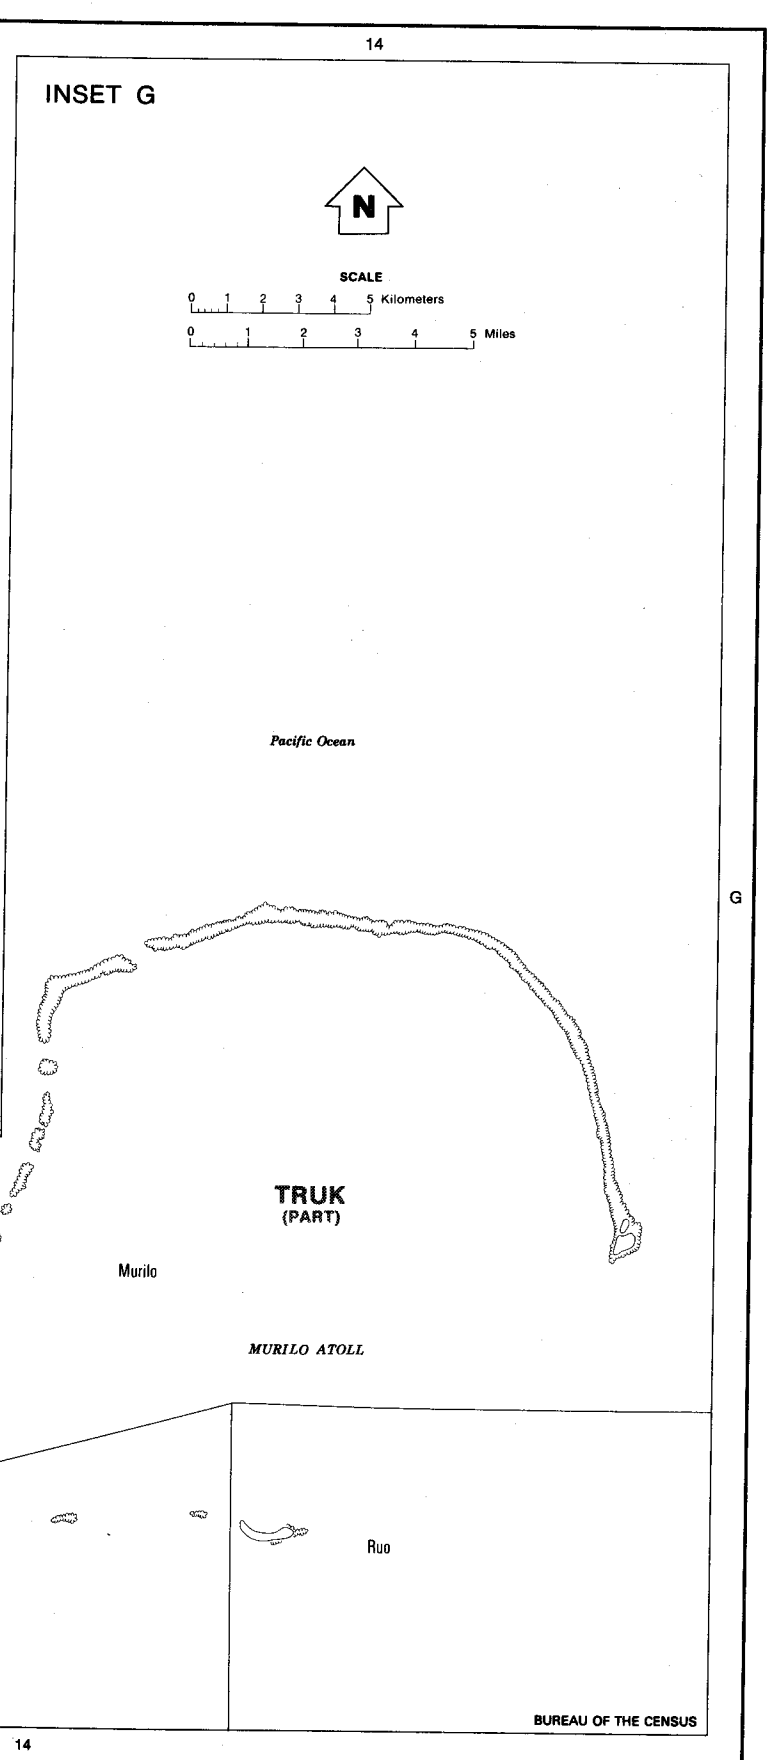 14
INSET G
N
SCALE
0 1 2 3 4 5 Kilometers
0 1 2 3 4 5 Miles
Pacific Ocean
G
TRUK
(PART)
Murilo
MURILO ATOLL
Ruo
BUREAU OF THE CENSUS
14